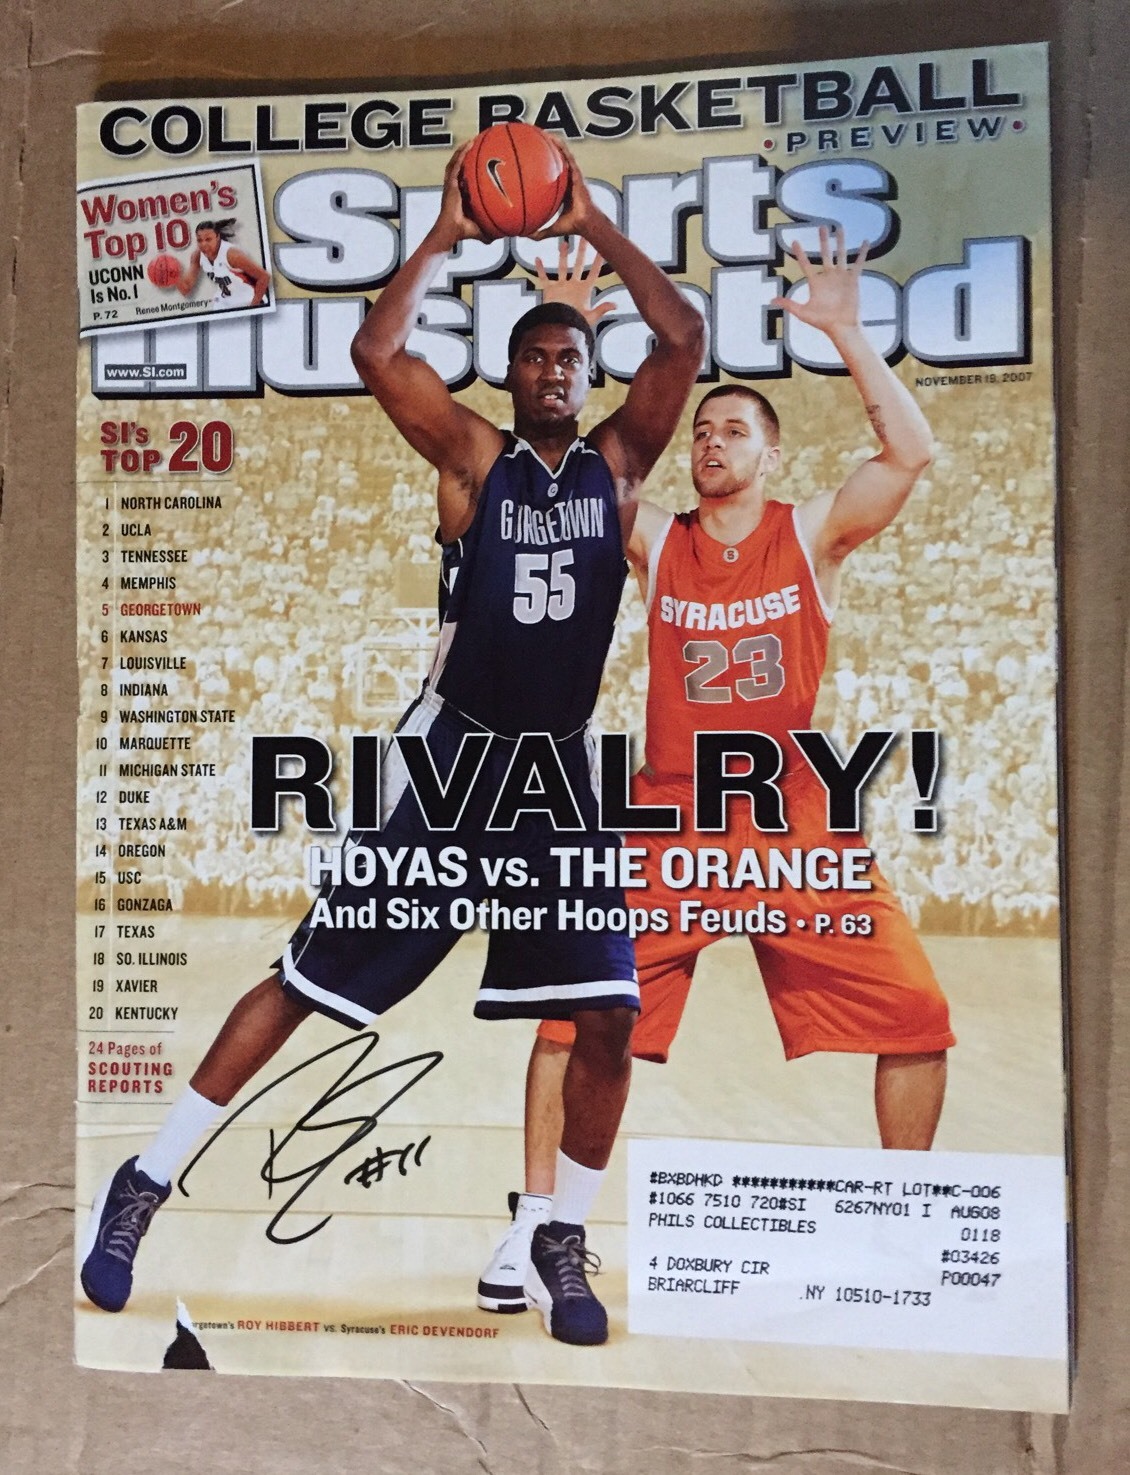 COLLEGE BASKETBALL
• PREVIEW •
Sports
Illustrated
Women's
Top 10
UCONN
Is No. 1
P. 72 Renee Montgomery
www.SI.com
NOVEMBER 19, 2007
SI's
TOP 20
1 NORTH CAROLINA
2 UCLA
3 TENNESSEE
4 MEMPHIS
5 GEORGETOWN
6 KANSAS
7 LOUISVILLE
8 INDIANA
9 WASHINGTON STATE
10 MARQUETTE
11 MICHIGAN STATE
12 DUKE
13 TEXAS A&M
14 OREGON
15 USC
16 GONZAGA
17 TEXAS
18 SO. ILLINOIS
19 XAVIER
20 KENTUCKY
24 Pages of
SCOUTING
REPORTS
GEORGETOWN
55
S
SYRACUSE
23
RIVALRY!
HOYAS vs. THE ORANGE
And Six Other Hoops Feuds • P. 63
#11
#BXBDHKD ***********CAR-RT LOT**C-006
#1066 7510 720#SI 6267NY01 I AUG08
PHILS COLLECTIBLES 0118
#03426
4 DOXBURY CIR P00047
BRIARCLIFF .NY 10510-1733
rgetown's ROY HIBBERT vs. Syracuse's ERIC DEVENDORF